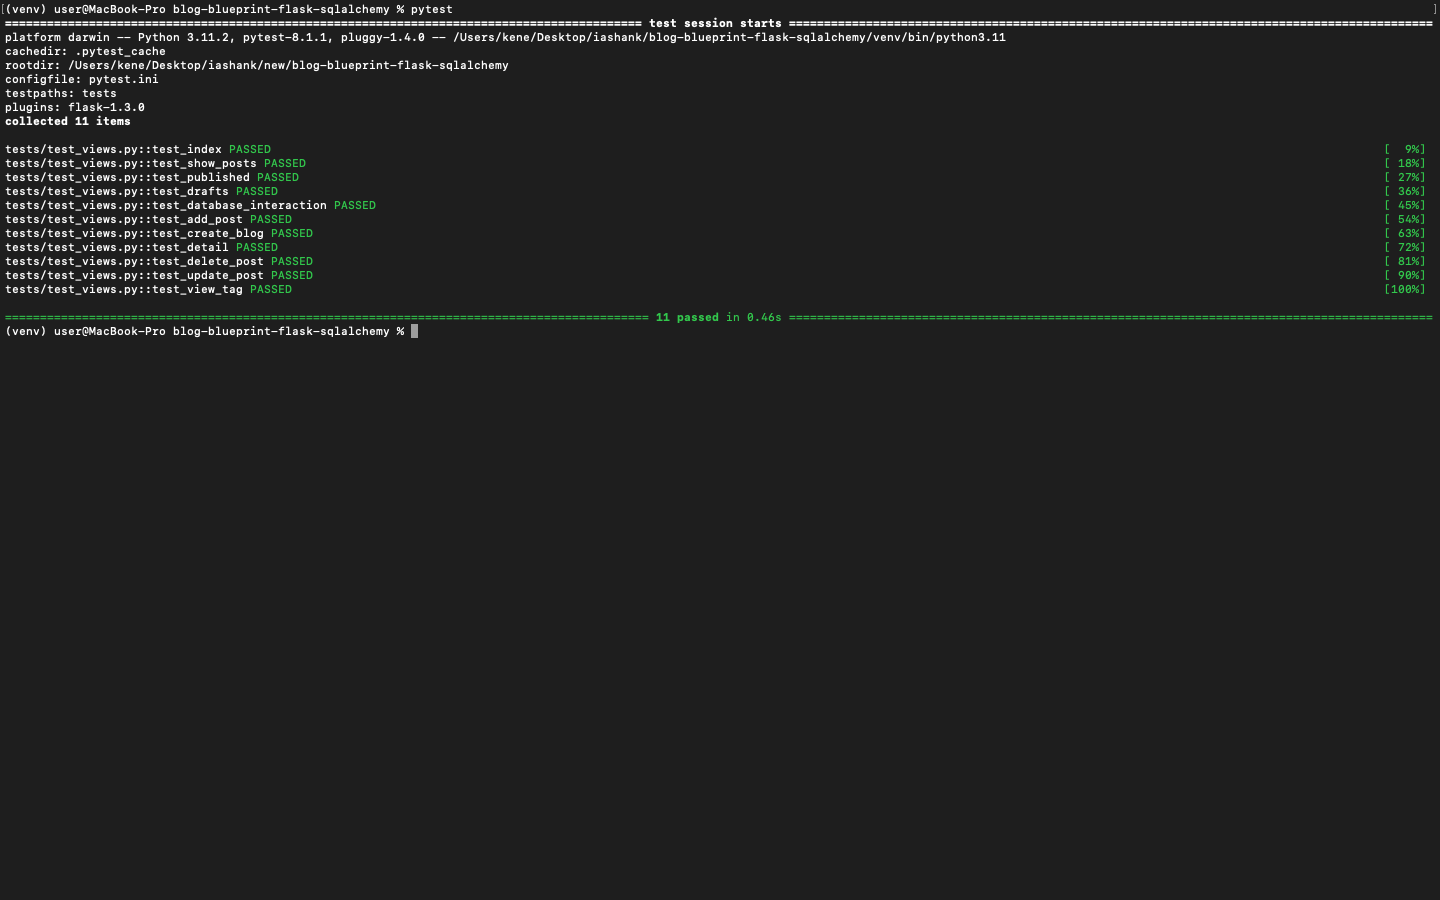 [(venv) user@MacBook-Pro blog-blueprint-flask-sqlalchemy % pytest ]
=========================================================================================== test session starts ============================================================================================
platform darwin -- Python 3.11.2, pytest-8.1.1, pluggy-1.4.0 -- /Users/kene/Desktop/iashank/blog-blueprint-flask-sqlalchemy/venv/bin/python3.11
cachedir: .pytest_cache
rootdir: /Users/kene/Desktop/iashank/new/blog-blueprint-flask-sqlalchemy
configfile: pytest.ini
testpaths: tests
plugins: flask-1.3.0
collected 11 items
tests/test_views.py::test_index PASSED [  9%]
tests/test_views.py::test_show_posts PASSED [ 18%]
tests/test_views.py::test_published PASSED [ 27%]
tests/test_views.py::test_drafts PASSED [ 36%]
tests/test_views.py::test_database_interaction PASSED [ 45%]
tests/test_views.py::test_add_post PASSED [ 54%]
tests/test_views.py::test_create_blog PASSED [ 63%]
tests/test_views.py::test_detail PASSED [ 72%]
tests/test_views.py::test_delete_post PASSED [ 81%]
tests/test_views.py::test_update_post PASSED [ 90%]
tests/test_views.py::test_view_tag PASSED [100%]
============================================================================================ 11 passed in 0.46s ============================================================================================
(venv) user@MacBook-Pro blog-blueprint-flask-sqlalchemy %